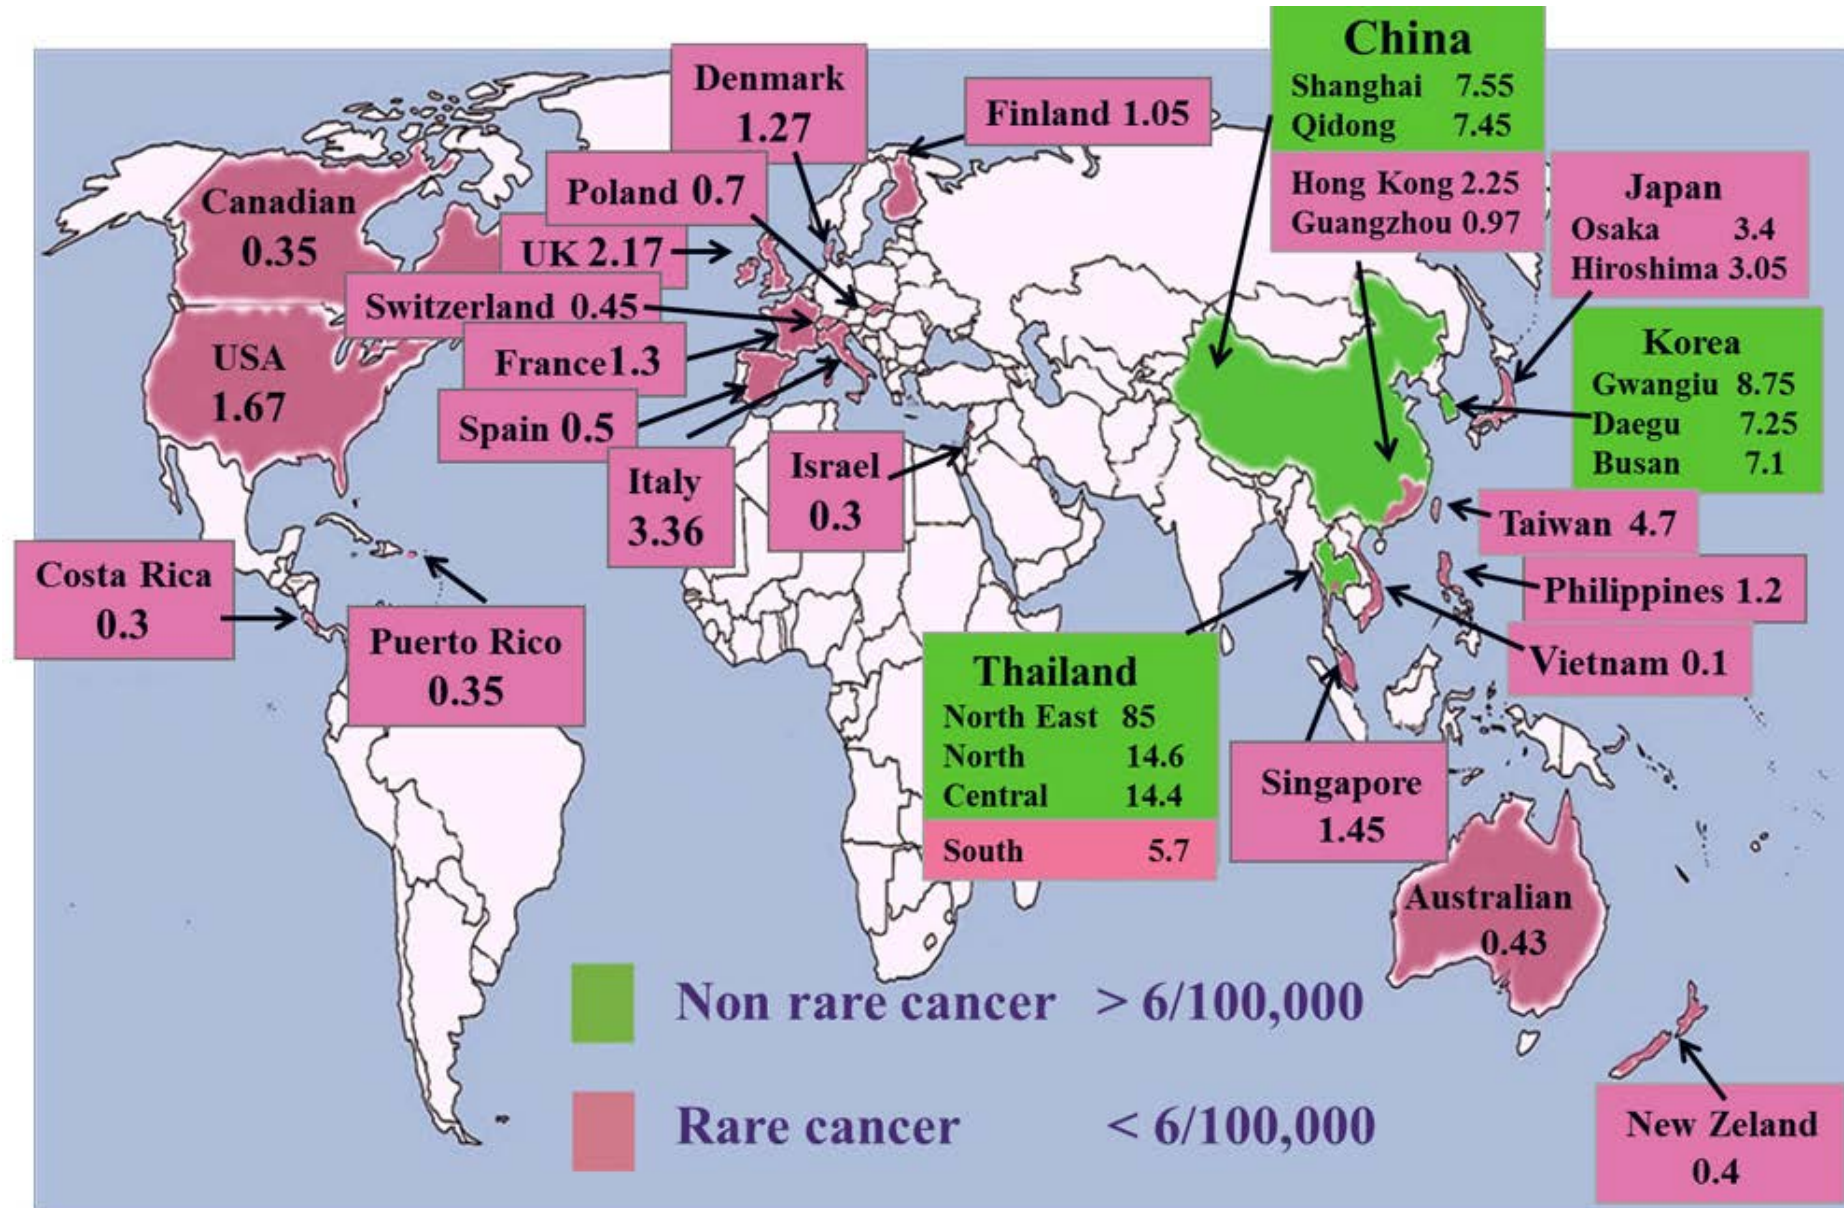 China
Shanghai 7.55
Qidong 7.45
Hong Kong 2.25
Guangzhou 0.97
Denmark
1.27
Finland 1.05
Poland 0.7
Canadian
0.35
UK 2.17
Japan
Osaka 3.4
Hiroshima 3.05
Switzerland 0.45
USA
1.67
France1.3
Korea
Gwangiu 8.75
Daegu 7.25
Busan 7.1
Spain 0.5
Italy
3.36
Israel
0.3
Taiwan 4.7
Costa Rica
0.3
Puerto Rico
0.35
Philippines 1.2
Vietnam 0.1
Thailand
North East 85
North 14.6
Central 14.4
South 5.7
Singapore
1.45
Australian
0.43
Non rare cancer > 6/100,000
Rare cancer < 6/100,000
New Zeland
0.4